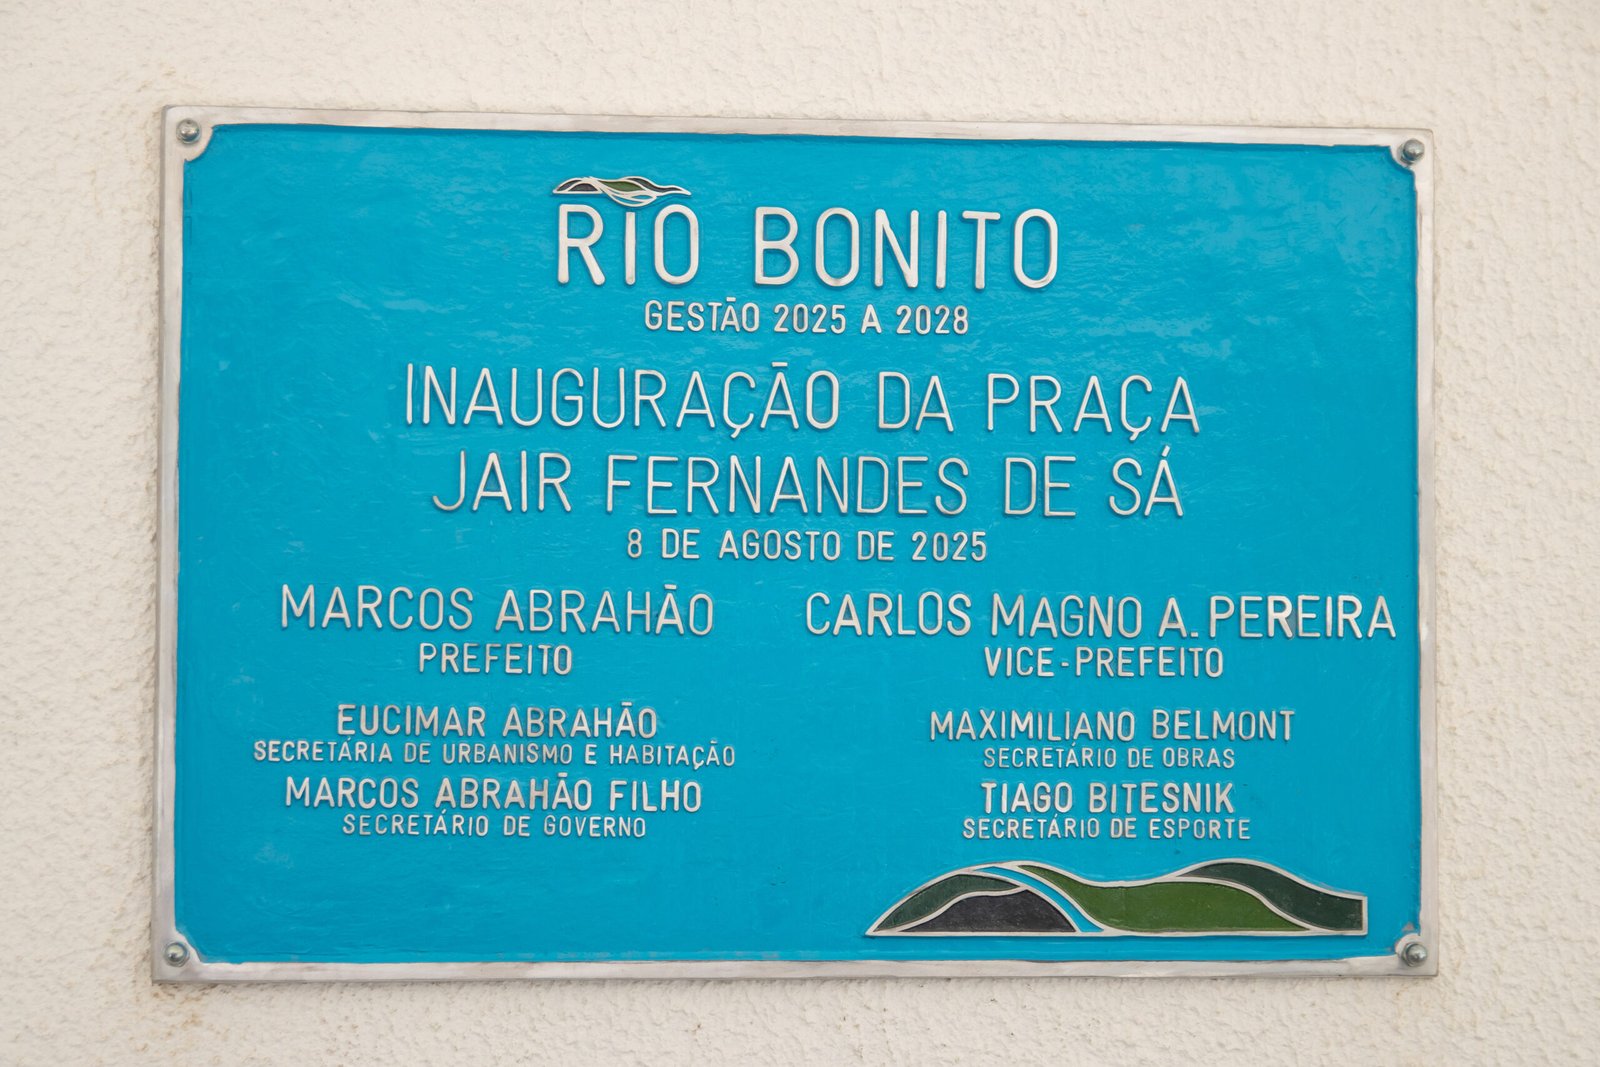 RIO BONITO
GESTÃO 2025 A 2028
INAUGURAÇÃO DA PRAÇA
JAIR FERNANDES DE SÁ
8 DE AGOSTO DE 2025
MARCOS ABRAHÃO
PREFEITO
CARLOS MAGNO A. PEREIRA
VICE-PREFEITO
EUCIMAR ABRAHÃO
SECRETÁRIA DE URBANISMO E HABITAÇÃO
MAXIMILIANO BELMONT
SECRETÁRIO DE OBRAS
MARCOS ABRAHÃO FILHO
SECRETÁRIO DE GOVERNO
TIAGO BITESNIK
SECRETÁRIO DE ESPORTE